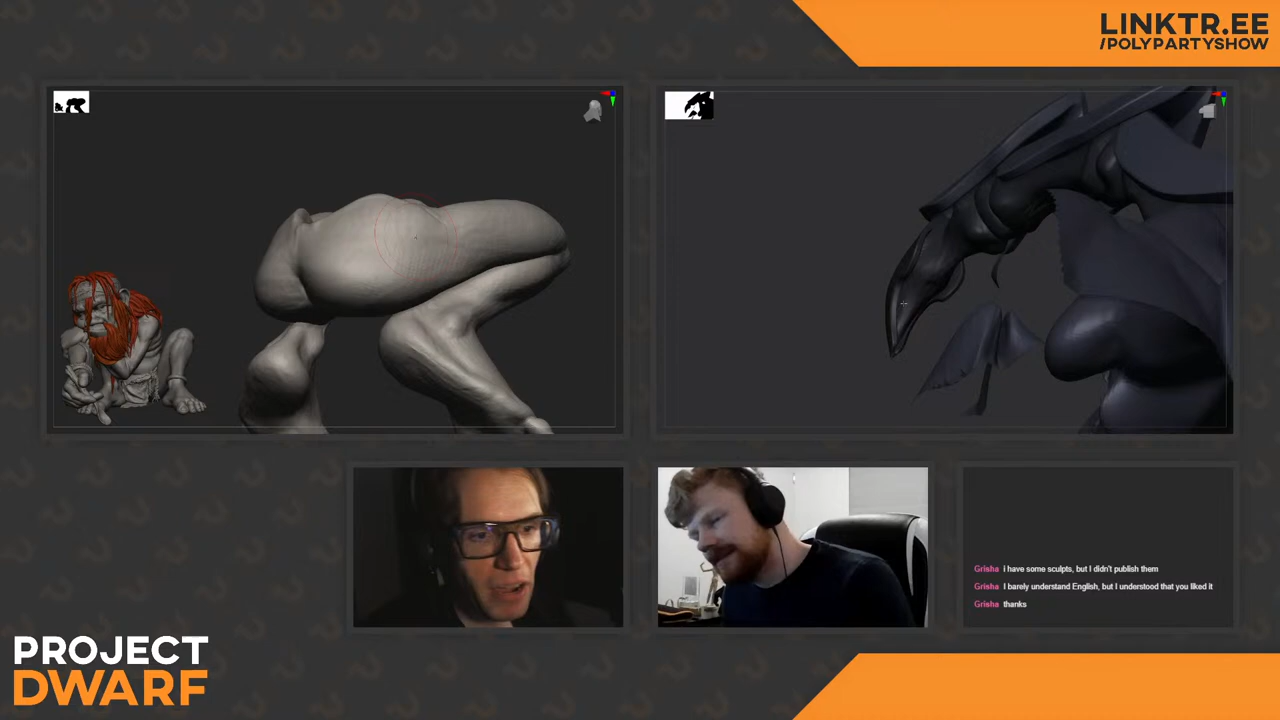 LINKTR.EE
/POLYPARTYSHOW
Grisha i have some sculpts, but I didn't publish them
Grisha I barely understand English, but I understood that you liked it
Grisha thanks
PROJECT
DWARF